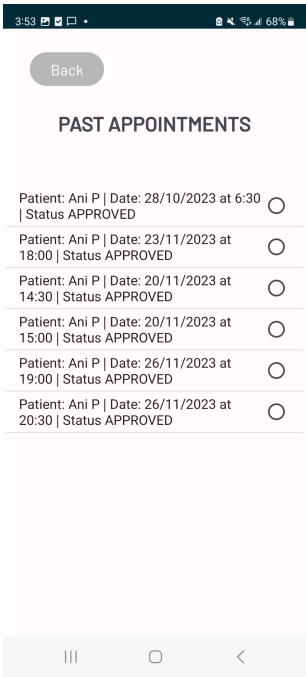 3:53
68%
Back
PAST APPOINTMENTS
Patient: Ani P | Date: 28/10/2023 at 6:30
| Status APPROVED
Patient: Ani P | Date: 23/11/2023 at
18:00 | Status APPROVED
Patient: Ani P | Date: 20/11/2023 at
14:30 | Status APPROVED
Patient: Ani P | Date: 20/11/2023 at
15:00 | Status APPROVED
Patient: Ani P | Date: 26/11/2023 at
19:00 | Status APPROVED
Patient: Ani P | Date: 26/11/2023 at
20:30 | Status APPROVED